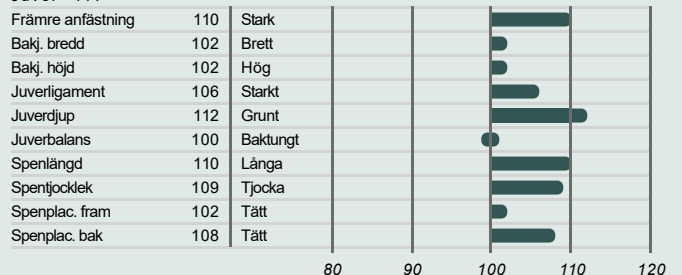 Främre anfästning 110 Stark
Bakj. bredd 102 Brett
Bakj. höjd 102 Hög
Juverligament 106 Starkt
Juverdjup 112 Grunt
Juverbalans 100 Baktungt
Spenlängd 110 Långa
Spentjocklek 109 Tjocka
Spenplac. fram 102 Tätt
Spenplac. bak 108 Tätt
80 90 100 110 120